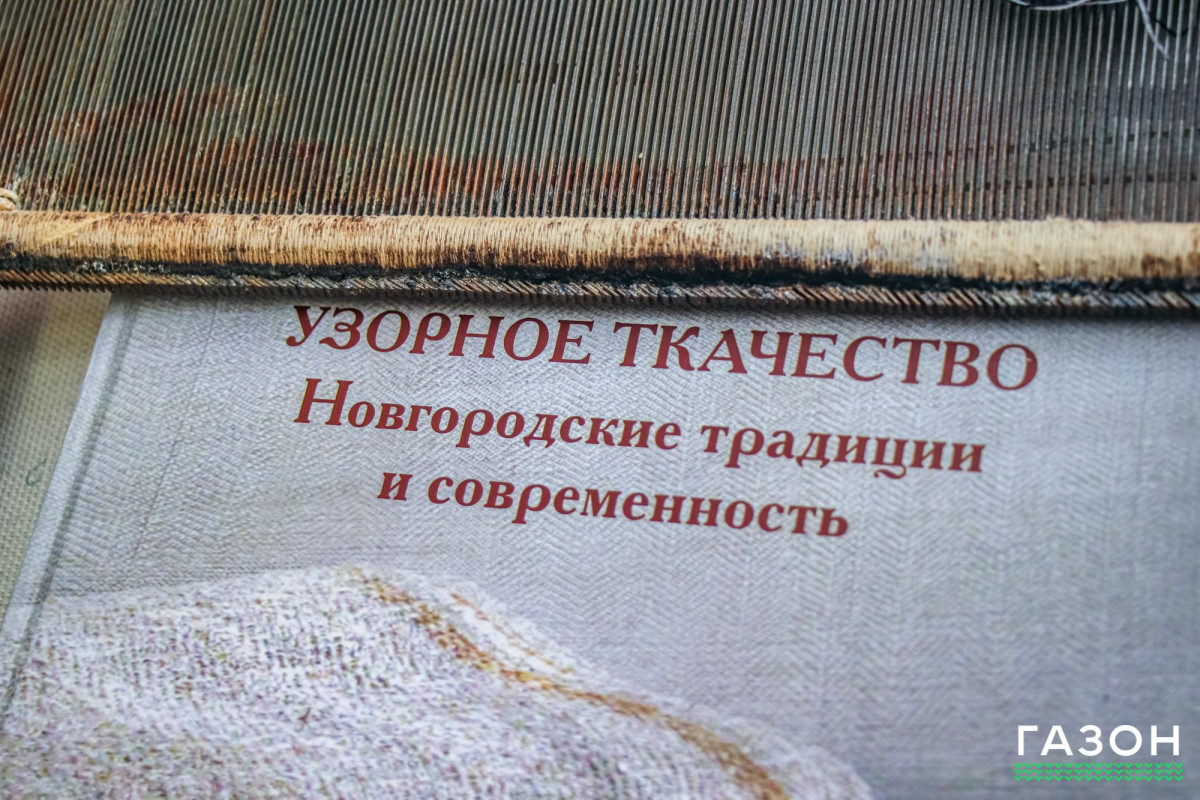 УЗОРНОЕ ТКАЧЕСТВО
Новгородские традиции
и современность
ГАЗОН